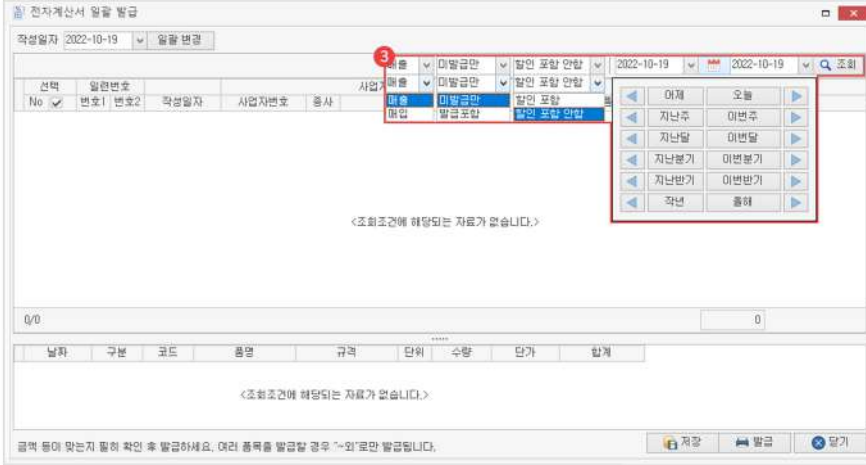 전자계산서 일괄 발급
작성일자 2022-10-19 일괄 변경
3
매출 미발급만 할인 포함 안함 2022-10-19 2022-10-19 조회
매출 미발급만 할인 포함 안함
매출 미발급만 할인 포함
매입 발급포함 할인 포함 안함
선택 일련번호
No 번호1 번호2 작성일자 사업자번호 종사
어제 오늘
지난주 이번주
지난달 이번달
지난분기 이번분기
지난반기 이번반기
작년 올해
<조회조건에 해당되는 자료가 없습니다.>
0/0 0
날짜 구분 코드 품명 규격 단위 수량 단가 합계
<조회조건에 해당되는 자료가 없습니다.>
금액 등이 맞는지 필히 확인 후 발급하세요, 여러 품목을 발급할 경우 "~외"로만 발급됩니다.
저장 발급 닫기